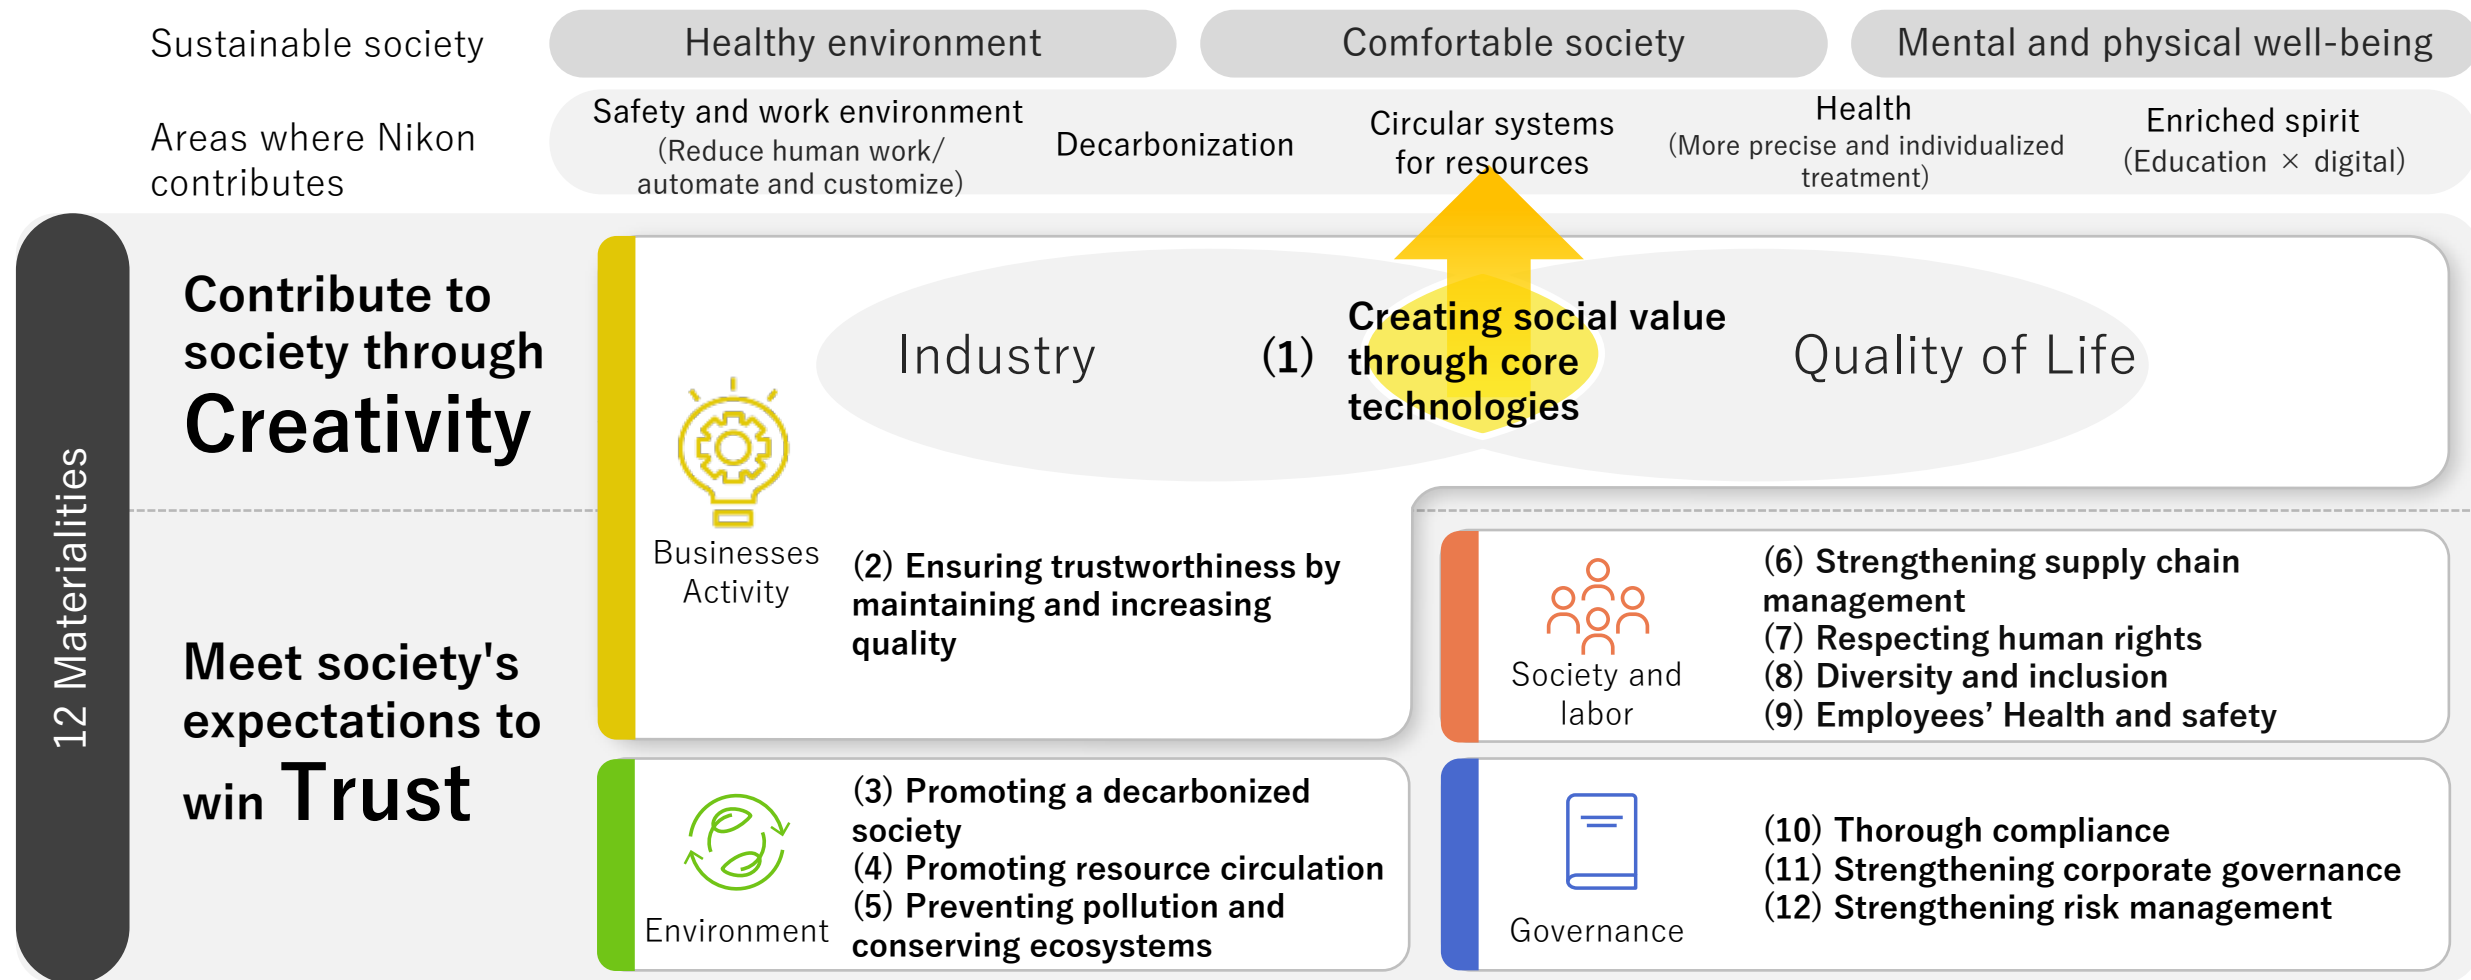 Sustainable society
Healthy environment
Comfortable society
Mental and physical well-being
Areas where Nikon
contributes
Safety and work environment
(Reduce human work/
automate and customize)
Decarbonization
Circular systems
for resources
Health
(More precise and individualized
treatment)
Enriched spirit
(Education × digital)
12 Materialities
Contribute to
society through
Creativity
Industry
(1)
Creating social value
through core
technologies
Quality of Life
Businesses
Activity
(2) Ensuring trustworthiness by
maintaining and increasing
quality
Meet society's
expectations to
win Trust
Society and
labor
(6) Strengthening supply chain
management
(7) Respecting human rights
(8) Diversity and inclusion
(9) Employees’ Health and safety
Environment
(3) Promoting a decarbonized
society
(4) Promoting resource circulation
(5) Preventing pollution and
conserving ecosystems
Governance
(10) Thorough compliance
(11) Strengthening corporate governance
(12) Strengthening risk management